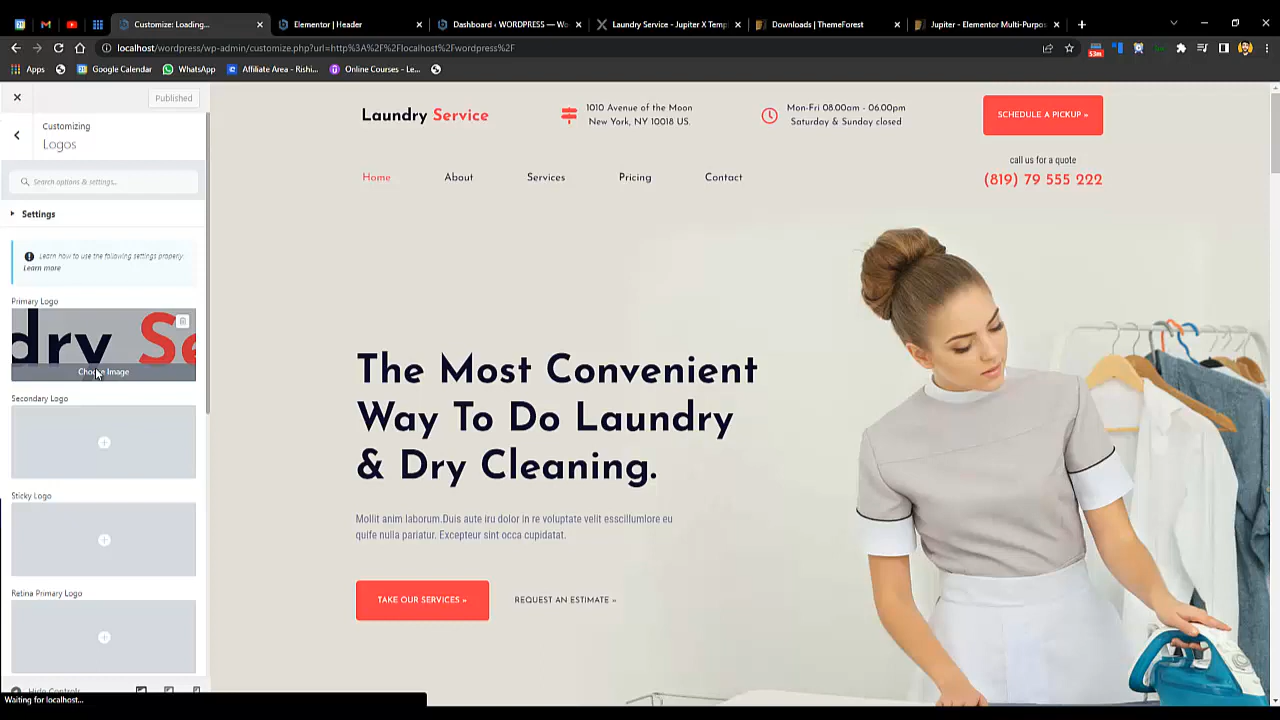 Customize: Loading...
Elementor | Header
Dashboard ‹ WORDPRESS — Wo
Laundry Service - Jupiter X Temp
Downloads | ThemeForest
Jupiter - Elementor Multi-Purpos
localhost/wordpress/wp-admin/customize.php?url=http%3A%2F%2Flocalhost%2Fwordpress%2F
53m
Apps
Google Calendar
WhatsApp
Affiliate Area - Rishi...
Online Courses - Le...
Published
Customizing
Logos
Search options & settings...
Settings
Learn how to use the following settings properly.
Learn more
Primary Logo
dry Se
Choose Image
Secondary Logo
Sticky Logo
Retina Primary Logo
Hide Controls
Waiting for localhost...
Laundry Service
1010 Avenue of the Moon
New York, NY 10018 US.
Mon-Fri 08.00am - 06.00pm
Saturday & Sunday closed
SCHEDULE A PICKUP »
call us for a quote
(819) 79 555 222
Home
About
Services
Pricing
Contact
The Most Convenient
Way To Do Laundry
& Dry Cleaning.
Mollit anim laborum.Duis aute iru dolor in re voluptate velit esscillumlore eu
quife nulla pariatur. Excepteur sint occa cupidatat.
TAKE OUR SERVICES »
REQUEST AN ESTIMATE »